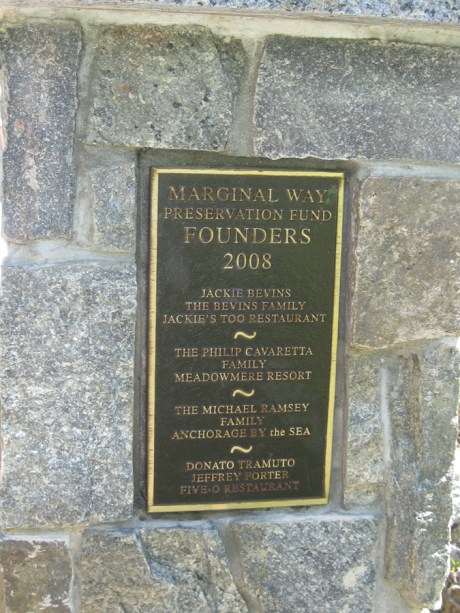 MARGINAL WAY
PRESERVATION FUND
FOUNDERS
2008
JACKIE BEVINS
THE BEVINS FAMILY
JACKIE'S TOO RESTAURANT
~
THE PHILIP CAVARETTA
FAMILY
MEADOWMERE RESORT
~
THE MICHAEL RAMSEY
FAMILY
ANCHORAGE BY the SEA
~
DONATO TRAMUTO
JEFFREY PORTER
FIVE-O RESTAURANT